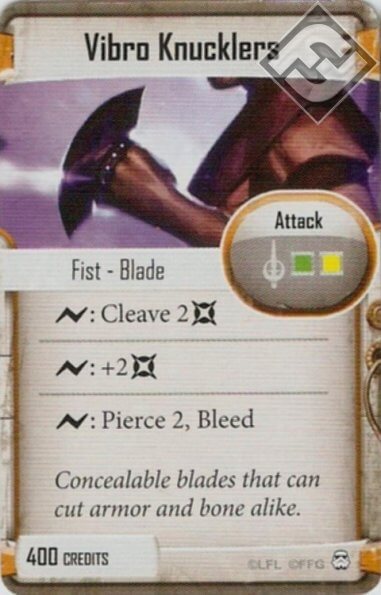 Vibro Knucklers
Attack
Fist - Blade
: Cleave 2
: +2
: Pierce 2, Bleed
Concealable blades that can
cut armor and bone alike.
400 CREDITS
©LFL ©FFG